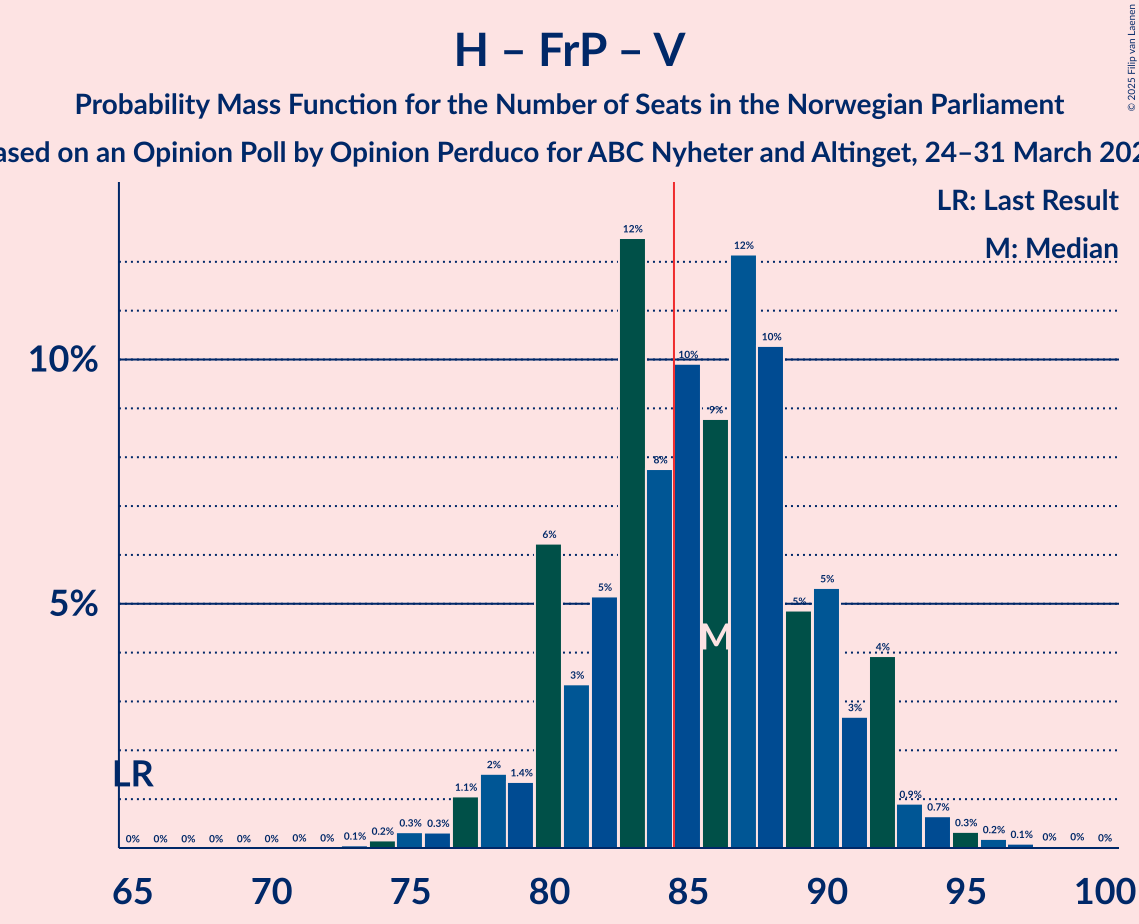 © 2025 Filip van Laenen
H – FrP – V
Probability Mass Function for the Number of Seats in the Norwegian Parliament
ased on an Opinion Poll by Opinion Perduco for ABC Nyheter and Altinget, 24–31 March 202
LR: Last Result
M: Median
12%
12%
10%
10%
10%
9%
8%
6%
5%
5%
5%
5%
M
3%
4%
3%
LR
1.1%
2%
1.4%
0.9%
0.7%
0% 0% 0% 0% 0% 0% 0% 0% 0.1% 0.2% 0.3% 0.3%
0.3% 0.2% 0.1% 0% 0% 0%
65 70 75 80 85 90 95 100